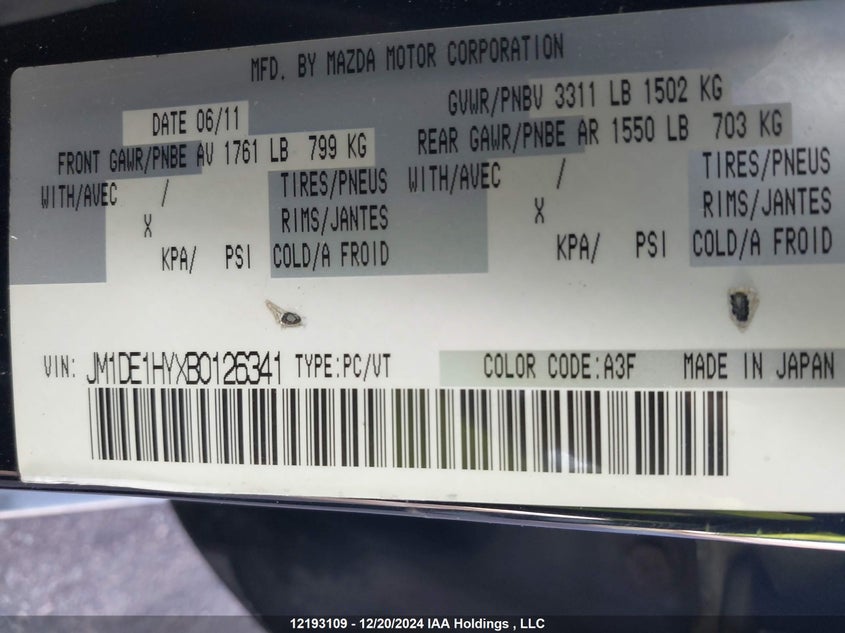 MFD. BY MAZDA MOTOR CORPORATION
DATE 06/11 GVWR/PNBV 3311 LB 1502 KG
FRONT GAWR/PNBE AV 1761 LB 799 KG REAR GAWR/PNBE AR 1550 LB 703 KG
WITH/AVEC / TIRES/PNEUS WITH/AVEC / TIRES/PNEUS
X RIMS/JANTES X RIMS/JANTES
KPA/ PSI COLD/A FROID KPA/ PSI COLD/A FROID
VIN: JM1DE1HYXB0126341 TYPE:PC/VT COLOR CODE:A3F MADE IN JAPAN
12193109 - 12/20/2024 IAA Holdings , LLC